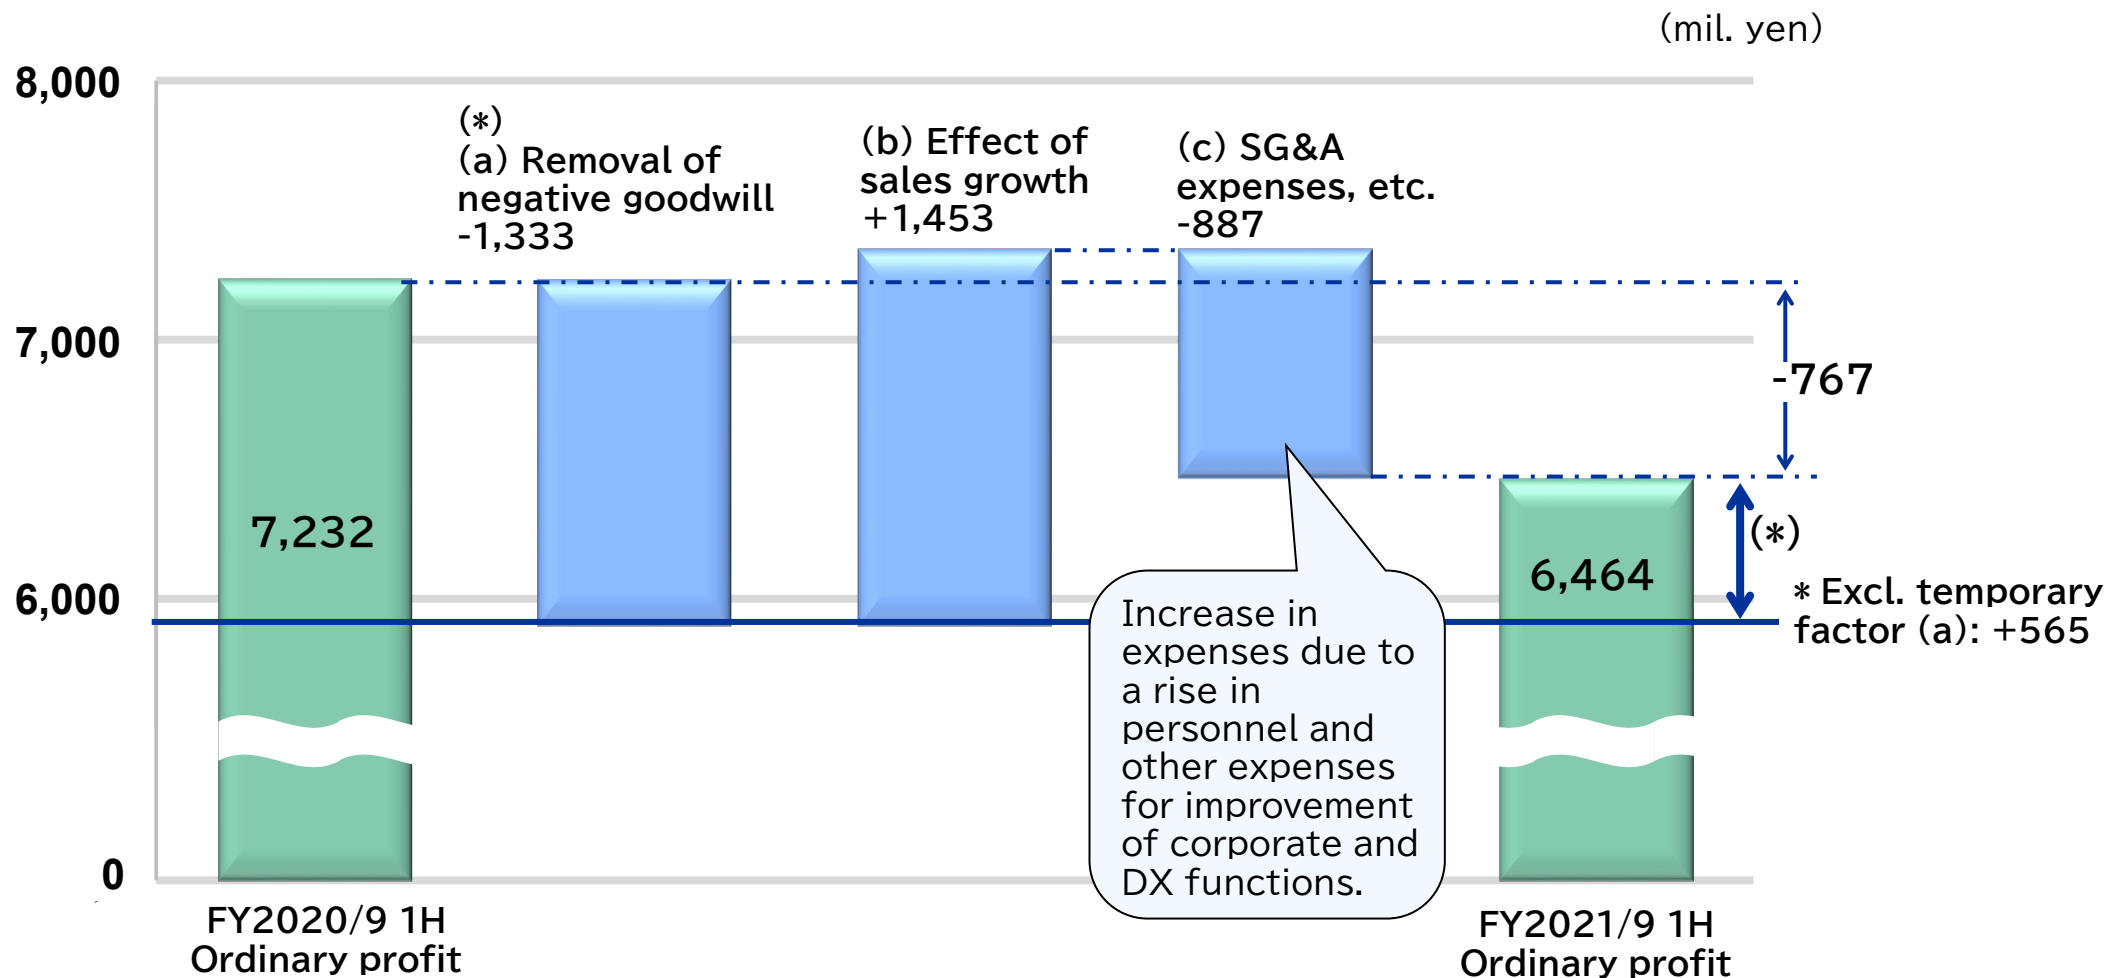 (mil. yen)
8,000
7,000
6,000
0
(*)
(a) Removal of
negative goodwill
-1,333
(b) Effect of
sales growth
+1,453
(c) SG&A
expenses, etc.
-887
-767
7,232
6,464
(*)
* Excl. temporary
factor (a): +565
Increase in
expenses due to
a rise in
personnel and
other expenses
for improvement
of corporate and
DX functions.
FY2020/9 1H
Ordinary profit
FY2021/9 1H
Ordinary profit